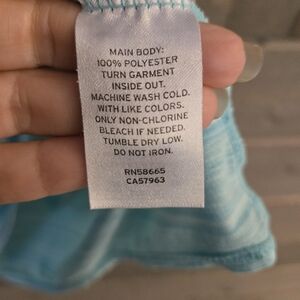 MAIN BODY:
100% POLYESTER
TURN GARMENT
INSIDE OUT.
MACHINE WASH COLD.
WITH LIKE COLORS.
ONLY NON-CHLORINE
BLEACH IF NEEDED.
TUMBLE DRY LOW.
DO NOT IRON.
RN58665
CA57963